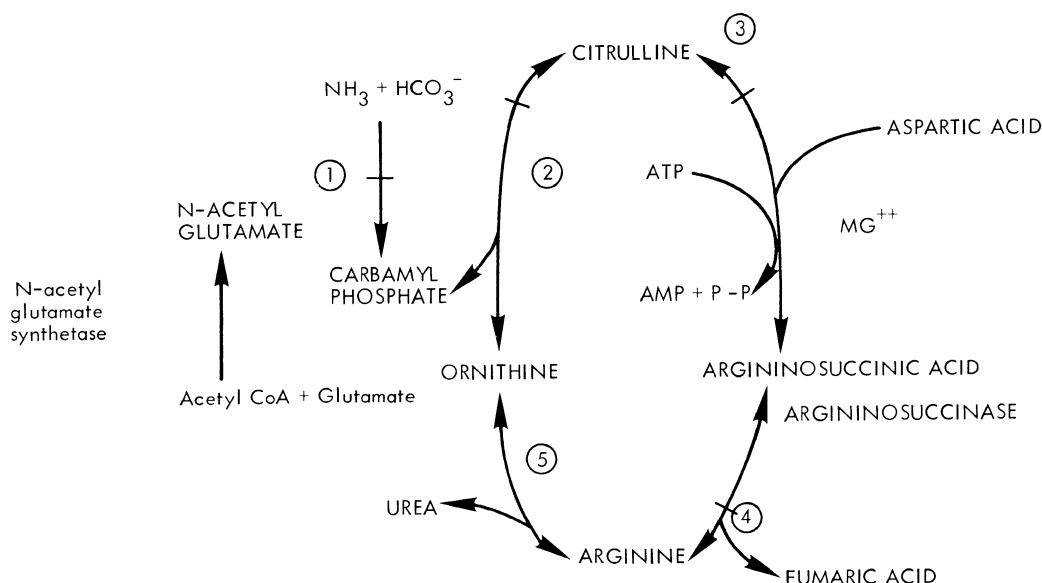 3
CITRULLINE
NH3 + HCO3−
ASPARTIC ACID
1
2
ATP
N-ACETYL
GLUTAMATE
MG++
CARBAMYL
PHOSPHATE
AMP + P -P
N-acetyl
glutamate
synthetase
ORNITHINE
ARGININOSUCCINIC ACID
Acetyl CoA + Glutamate
ARGININOSUCCINASE
5
UREA
4
ARGININE
FUMARIC ACID